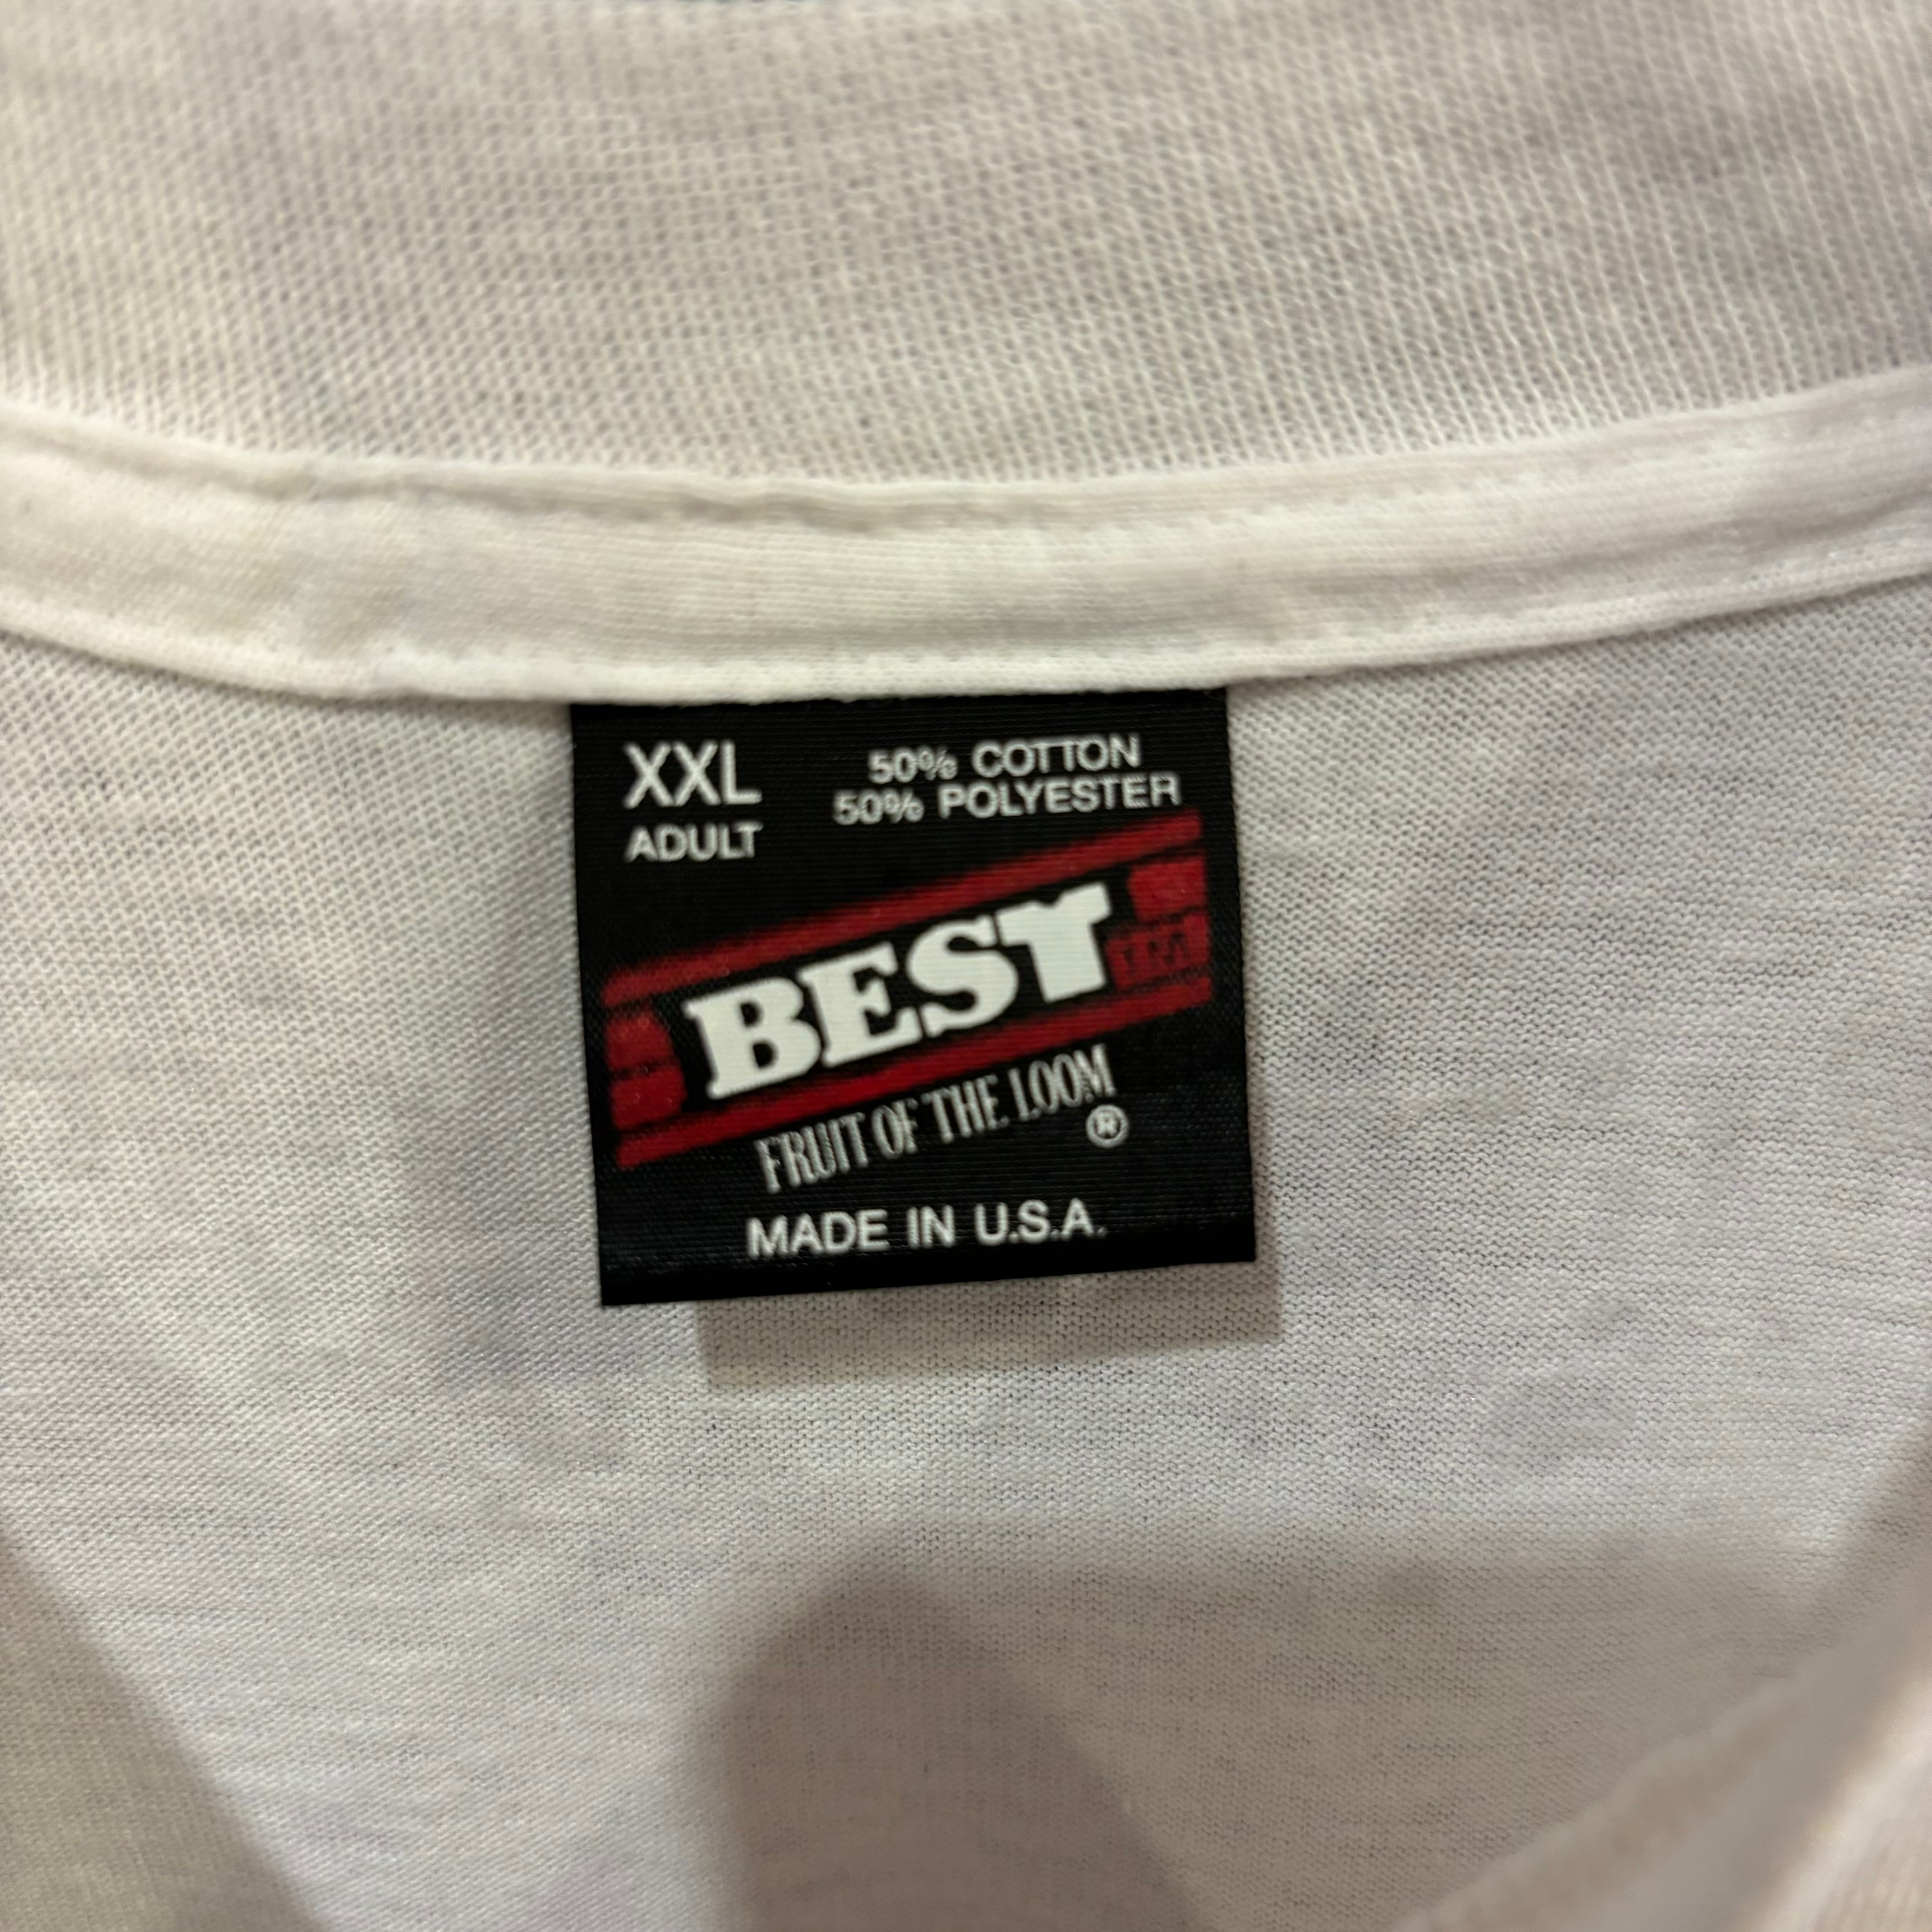 XXL
ADULT
50% COTTON
50% POLYESTER
BEST
FRUIT OF THE LOOM
®
MADE IN U.S.A.